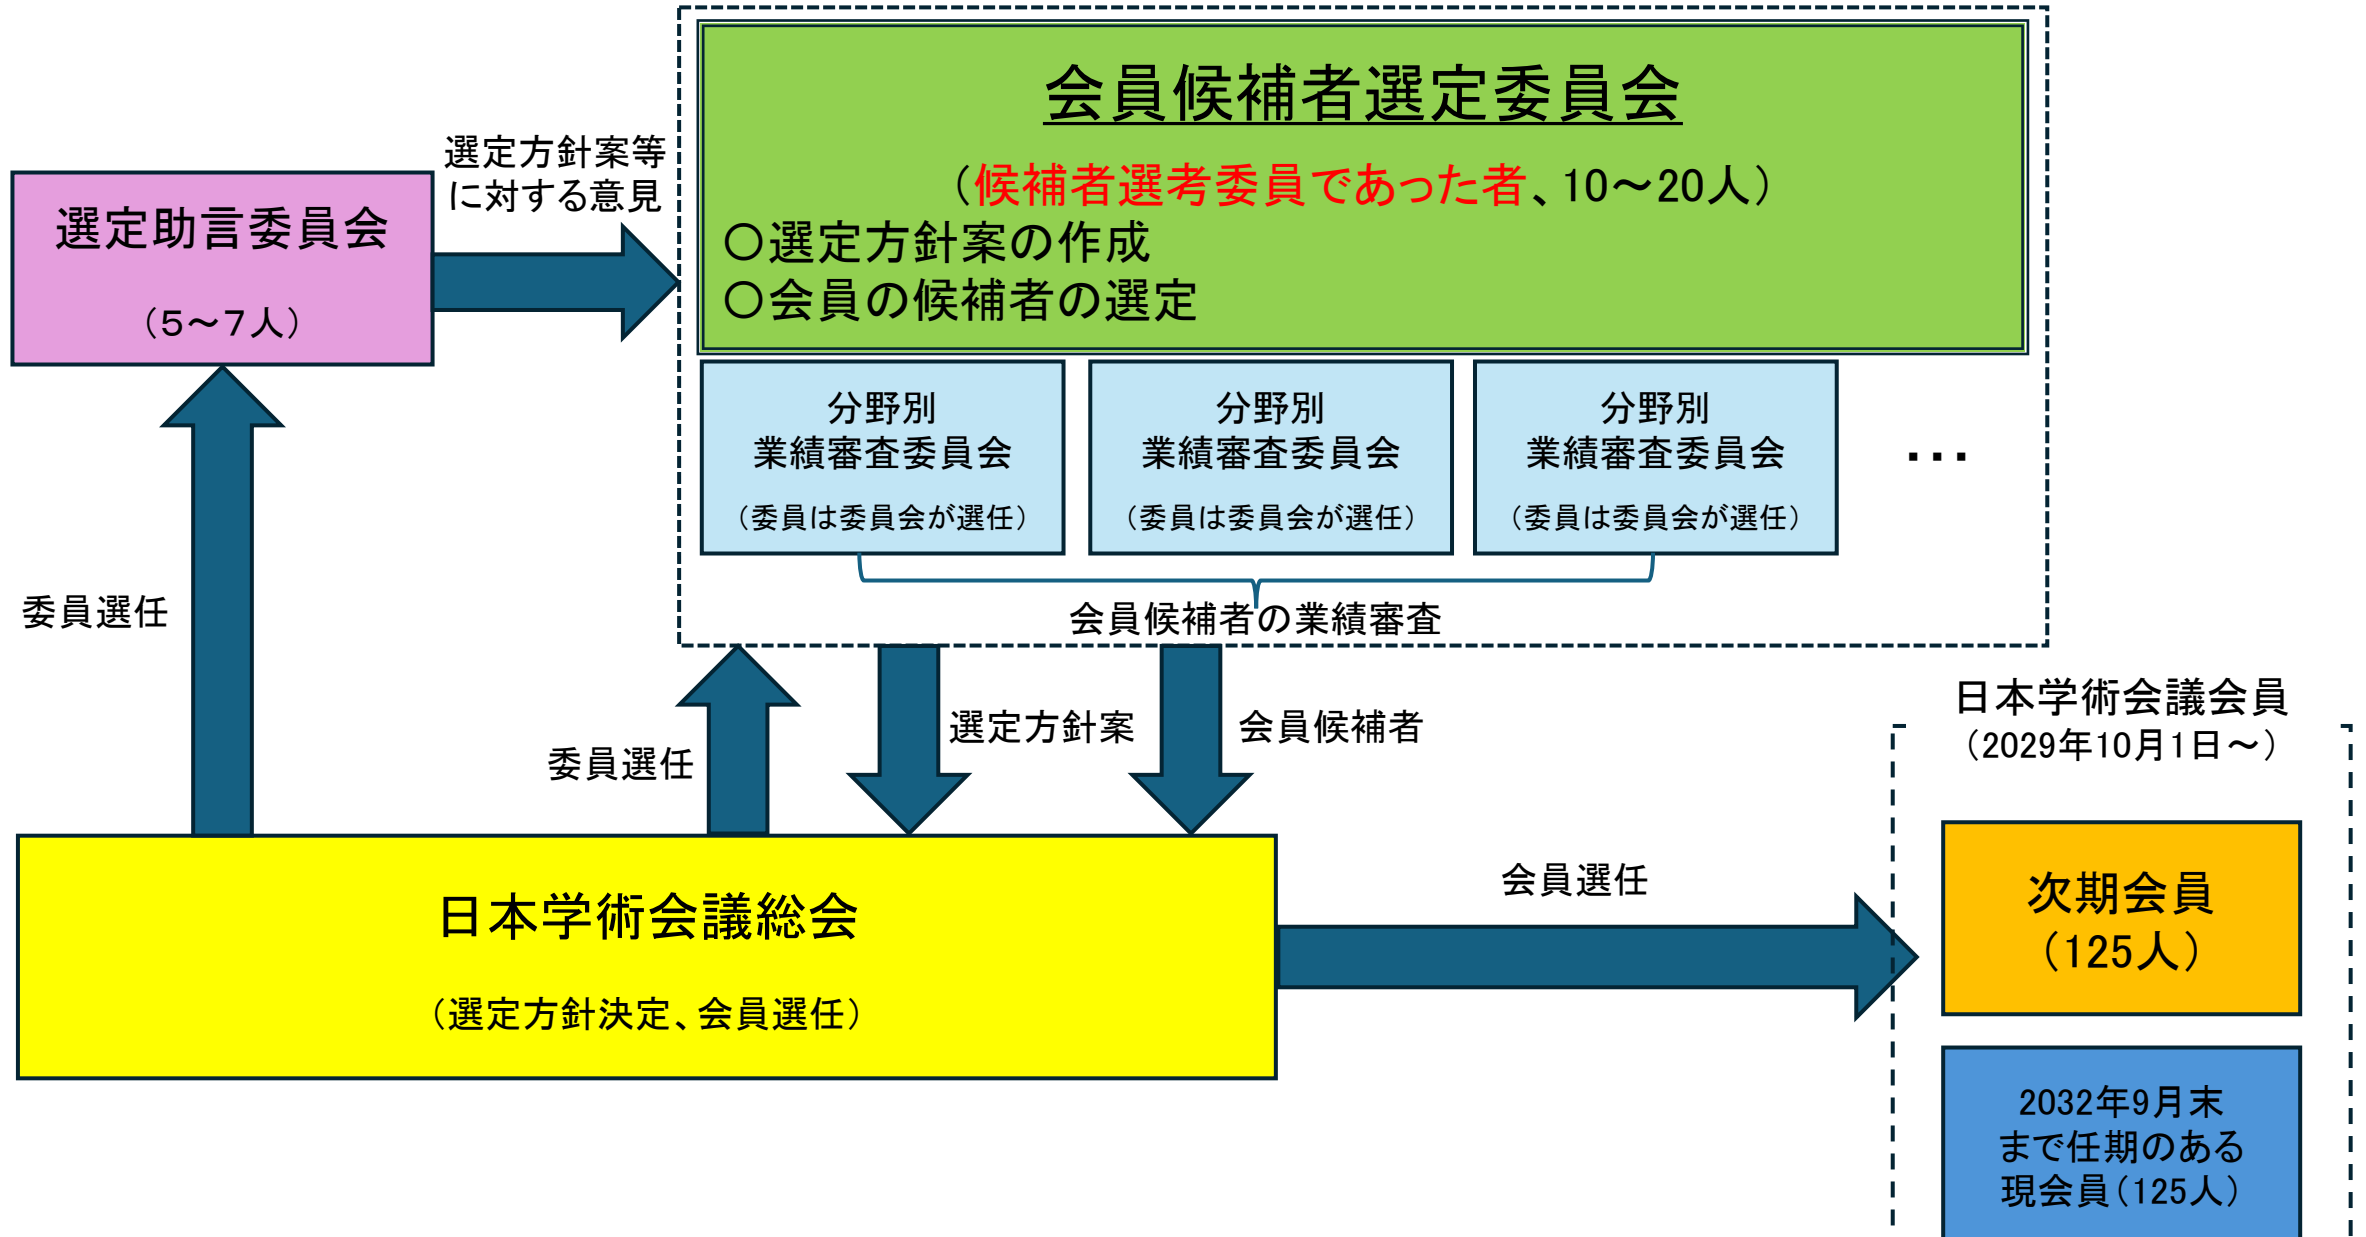 会員候補者選定委員会
（候補者選考委員であった者、10～20人）
○選定方針案の作成
○会員の候補者の選定
選定方針案等
に対する意見
選定助言委員会
（５～７人）
分野別
業績審査委員会
（委員は委員会が選任）
分野別
業績審査委員会
（委員は委員会が選任）
分野別
業績審査委員会
（委員は委員会が選任）
・・・
会員候補者の業績審査
委員選任
委員選任
選定方針案
会員候補者
日本学術会議会員
（2029年10月1日～）
日本学術会議総会
（選定方針決定、会員選任）
会員選任
次期会員
（125人）
2032年9月末
まで任期のある
現会員（125人）